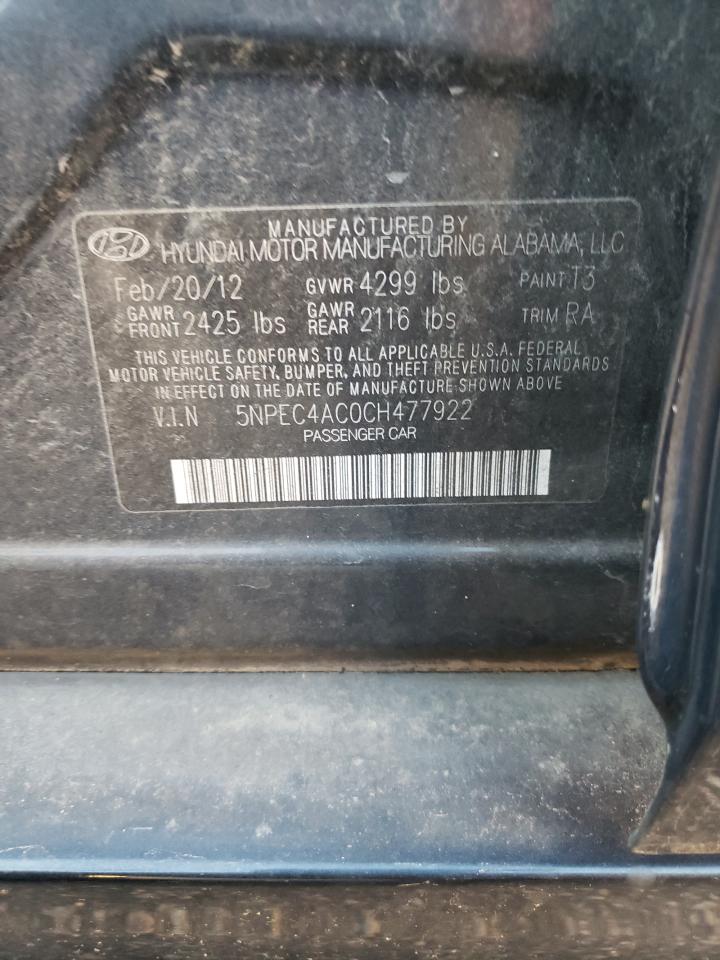 MANUFACTURED BY
HYUNDAI MOTOR MANUFACTURING ALABAMA, LLC
Feb/20/12 GVWR 4299 lbs PAINT T3
GAWR FRONT 2425 lbs GAWR REAR 2116 lbs TRIM RA
THIS VEHICLE CONFORMS TO ALL APPLICABLE U.S.A. FEDERAL
MOTOR VEHICLE SAFETY, BUMPER, AND THEFT PREVENTION STANDARDS
IN EFFECT ON THE DATE OF MANUFACTURE SHOWN ABOVE
V.I.N 5NPEC4AC0CH477922
PASSENGER CAR